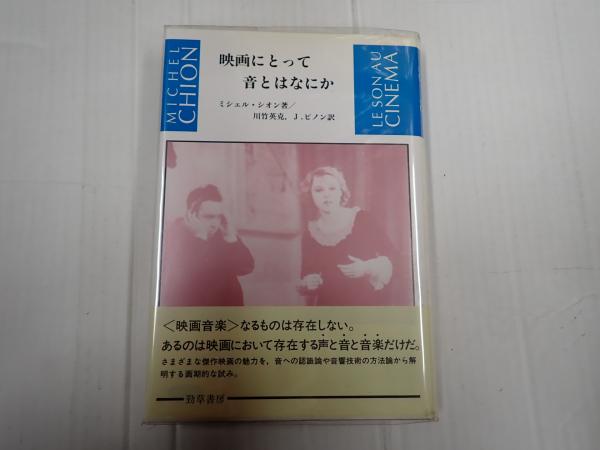 MICHEL
CHION
映画にとって
音とはなにか
ミシェル・シオン著／
川竹英克，J.ピノン訳
LE SON AU
CINEMA
＜映画音楽＞なるものは存在しない。
あるのは映画において存在する声と音と音楽だけだ。
さまざまな傑作映画の魅力を，音への認識論や音響技術の方法論から解
明する画期的な試み。
勁草書房